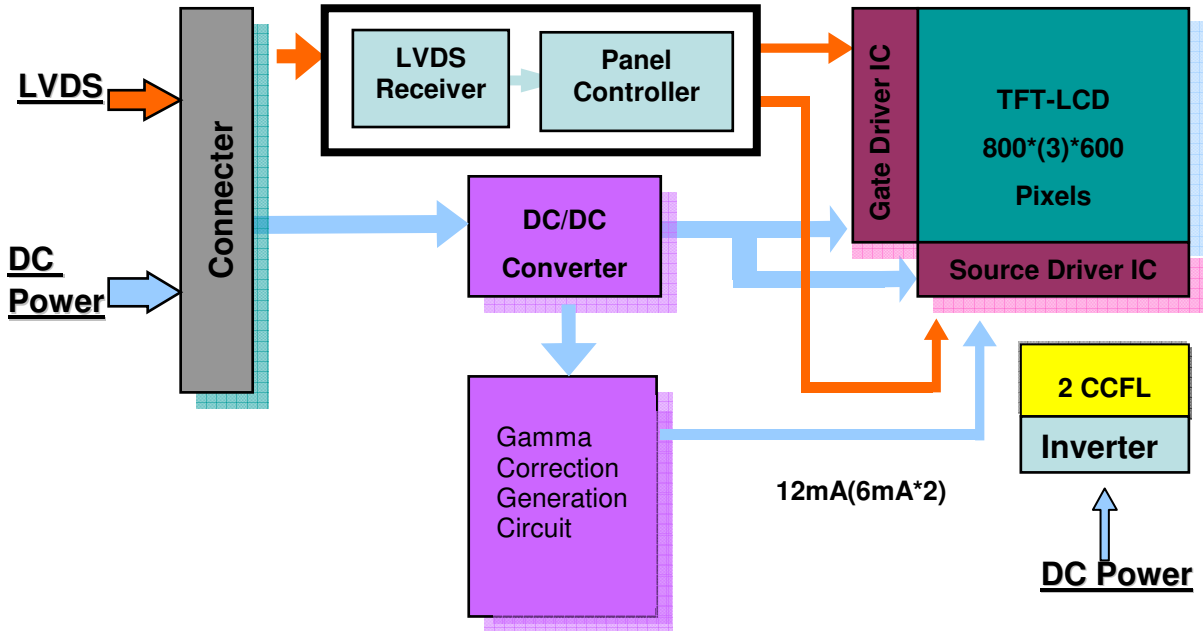 LVDS
DC
Power
Connecter
LVDS
Receiver
Panel
Controller
DC/DC
Converter
Gamma
Correction
Generation
Circuit
Gate Driver IC
TFT-LCD
800*(3)*600
Pixels
Source Driver IC
2 CCFL
Inverter
12mA(6mA*2)
DC Power